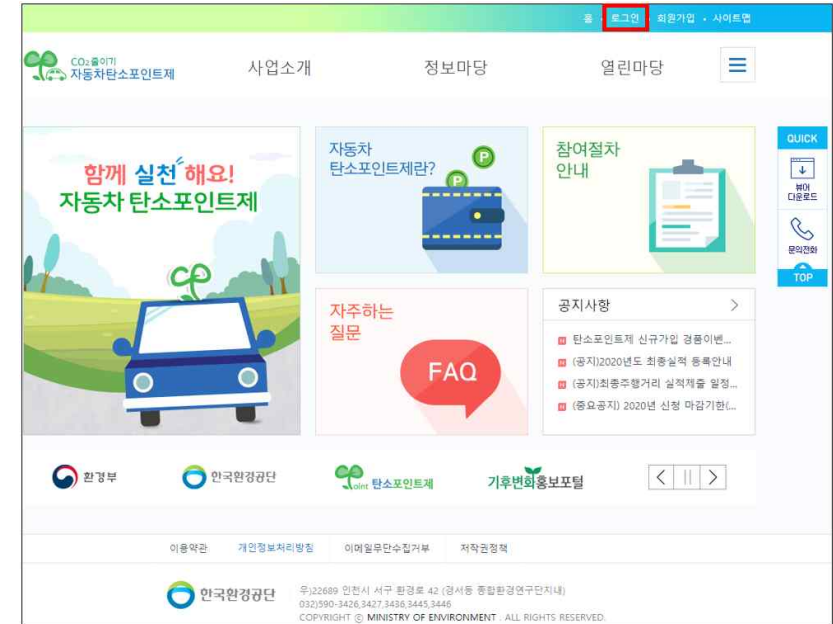 홈 • 로그인 • 회원가입 • 사이트맵
CO₂줄이기
자동차탄소포인트제
사업소개
정보마당
열린마당
함께 실천해요!
자동차 탄소포인트제
자동차
탄소포인트제란?
P
P
참여절차
안내
QUICK
뷰어
다운로드
문의전화
TOP
자주하는
질문
FAQ
공지사항
N 탄소포인트제 신규가입 경품이벤...
N (공지)2020년도 최종실적 등록안내
N (공지)최종주행거리 실적제출 일정...
N (중요공지) 2020년 신청 마감기한(...
환경부
한국환경공단
Point 탄소포인트제
기후변화홍보포털
이용약관
개인정보처리방침
이메일무단수집거부
저작권정책
한국환경공단
우)22689 인천시 서구 환경로 42 (경서동 종합환경연구단지내)
032)590-3426,3427,3436,3445,3446
COPYRIGHT ⓒ MINISTRY OF ENVIRONMENT . ALL RIGHTS RESERVED.